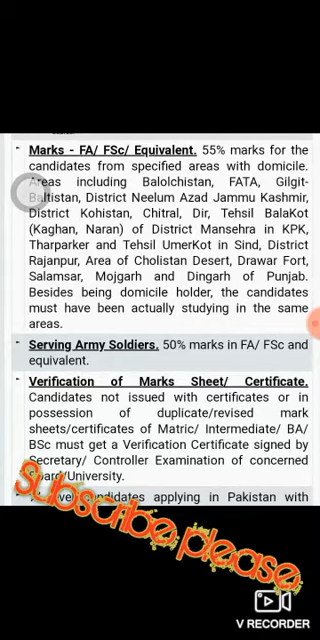 - Marks - FA/ FSc/ Equivalent. 55% marks for the
candidates from specified areas with domicile.
Areas including Balolchistan, FATA, Gilgit-
Baltistan, District Neelum Azad Jammu Kashmir,
District Kohistan, Chitral, Dir, Tehsil BalaKot
(Kaghan, Naran) of District Mansehra in KPK,
Tharparker and Tehsil UmerKot in Sind, District
Rajanpur, Area of Cholistan Desert, Drawar Fort,
Salamsar, Mojgarh and Dingarh of Punjab.
Besides being domicile holder, the candidates
must have been actually studying in the same
areas.
- Serving Army Soldiers. 50% marks in FA/ FSc and
equivalent.
- Verification of Marks Sheet/ Certificate.
Candidates not issued with certificates or in
possession of duplicate/revised mark
sheets/certificates of Matric/ Intermediate/ BA/
BSc must get a Verification Certificate signed by
Secretary/ Controller Examination of concerned
Board/University.
candidates applying in Pakistan with
Subscribe please
V RECORDER